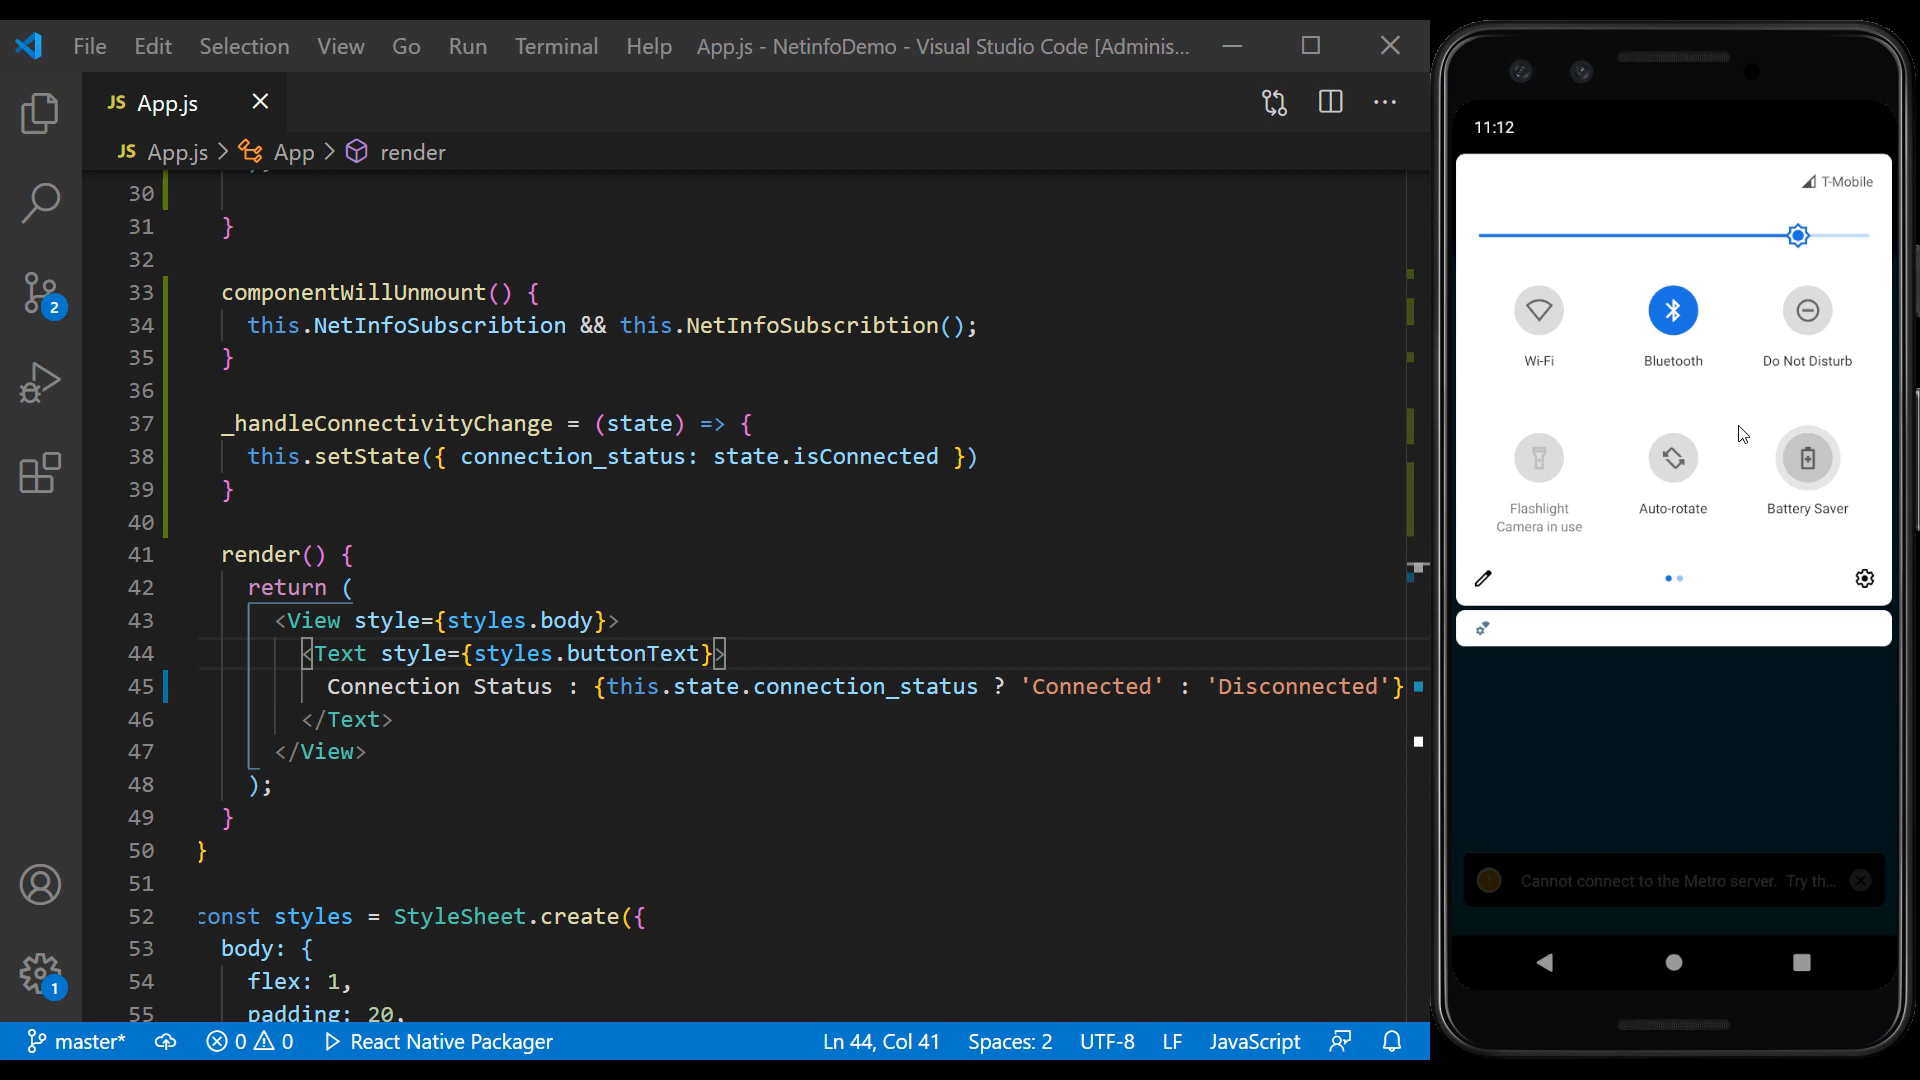 File Edit Selection View Go Run Terminal Help App.js - NetinfoDemo - Visual Studio Code [Adminis...
JS App.js
JS App.js > App > render
30
31 }
32
33 componentWillUnmount() {
34 this.NetInfoSubscribtion && this.NetInfoSubscribtion();
35 }
36
37 _handleConnectivityChange = (state) => {
38 this.setState({ connection_status: state.isConnected })
39 }
40
41 render() {
42 return (
43 <View style={styles.body}>
44 <Text style={styles.buttonText}>
45 Connection Status : {this.state.connection_status ? 'Connected' : 'Disconnected'}
46 </Text>
47 </View>
48 );
49 }
50 }
51
52 const styles = StyleSheet.create({
53 body: {
54 flex: 1,
55 padding: 20,
2
1
master* 0 0 React Native Packager Ln 44, Col 41 Spaces: 2 UTF-8 LF JavaScript
11:12
T-Mobile
Wi-Fi Bluetooth Do Not Disturb
Flashlight Auto-rotate Battery Saver
Camera in use
Cannot connect to the Metro server. Try th...